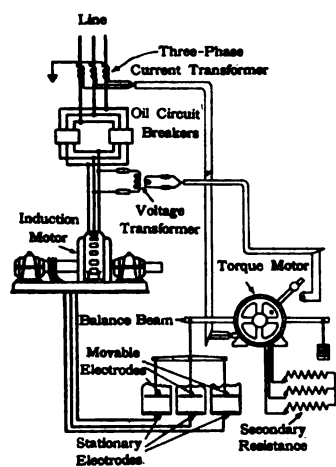 Line
Three-Phase
Current Transformer
Oil Circuit
Breakers
Induction
Motor
Voltage
Transformer
Torque Motor
Balance Beam
Movable
Electrodes
Stationary
Electrodes
Secondary
Resistance